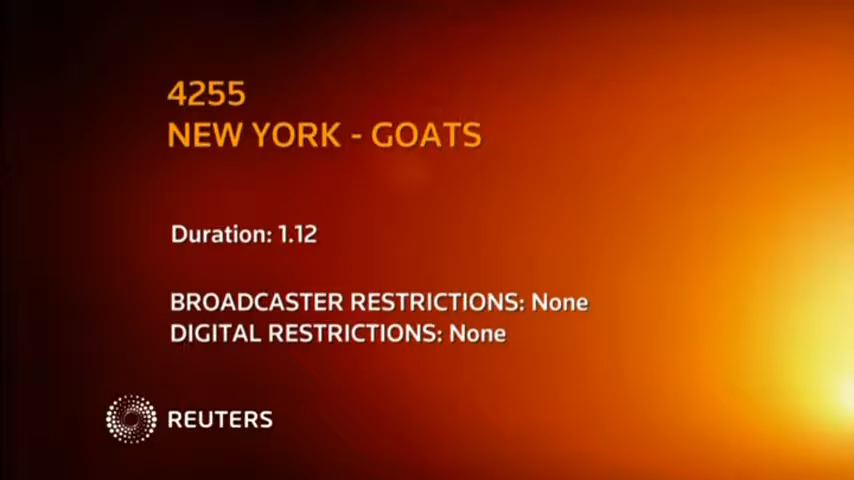 4255
NEW YORK - GOATS
Duration: 1.12
BROADCASTER RESTRICTIONS: None
DIGITAL RESTRICTIONS: None
REUTERS